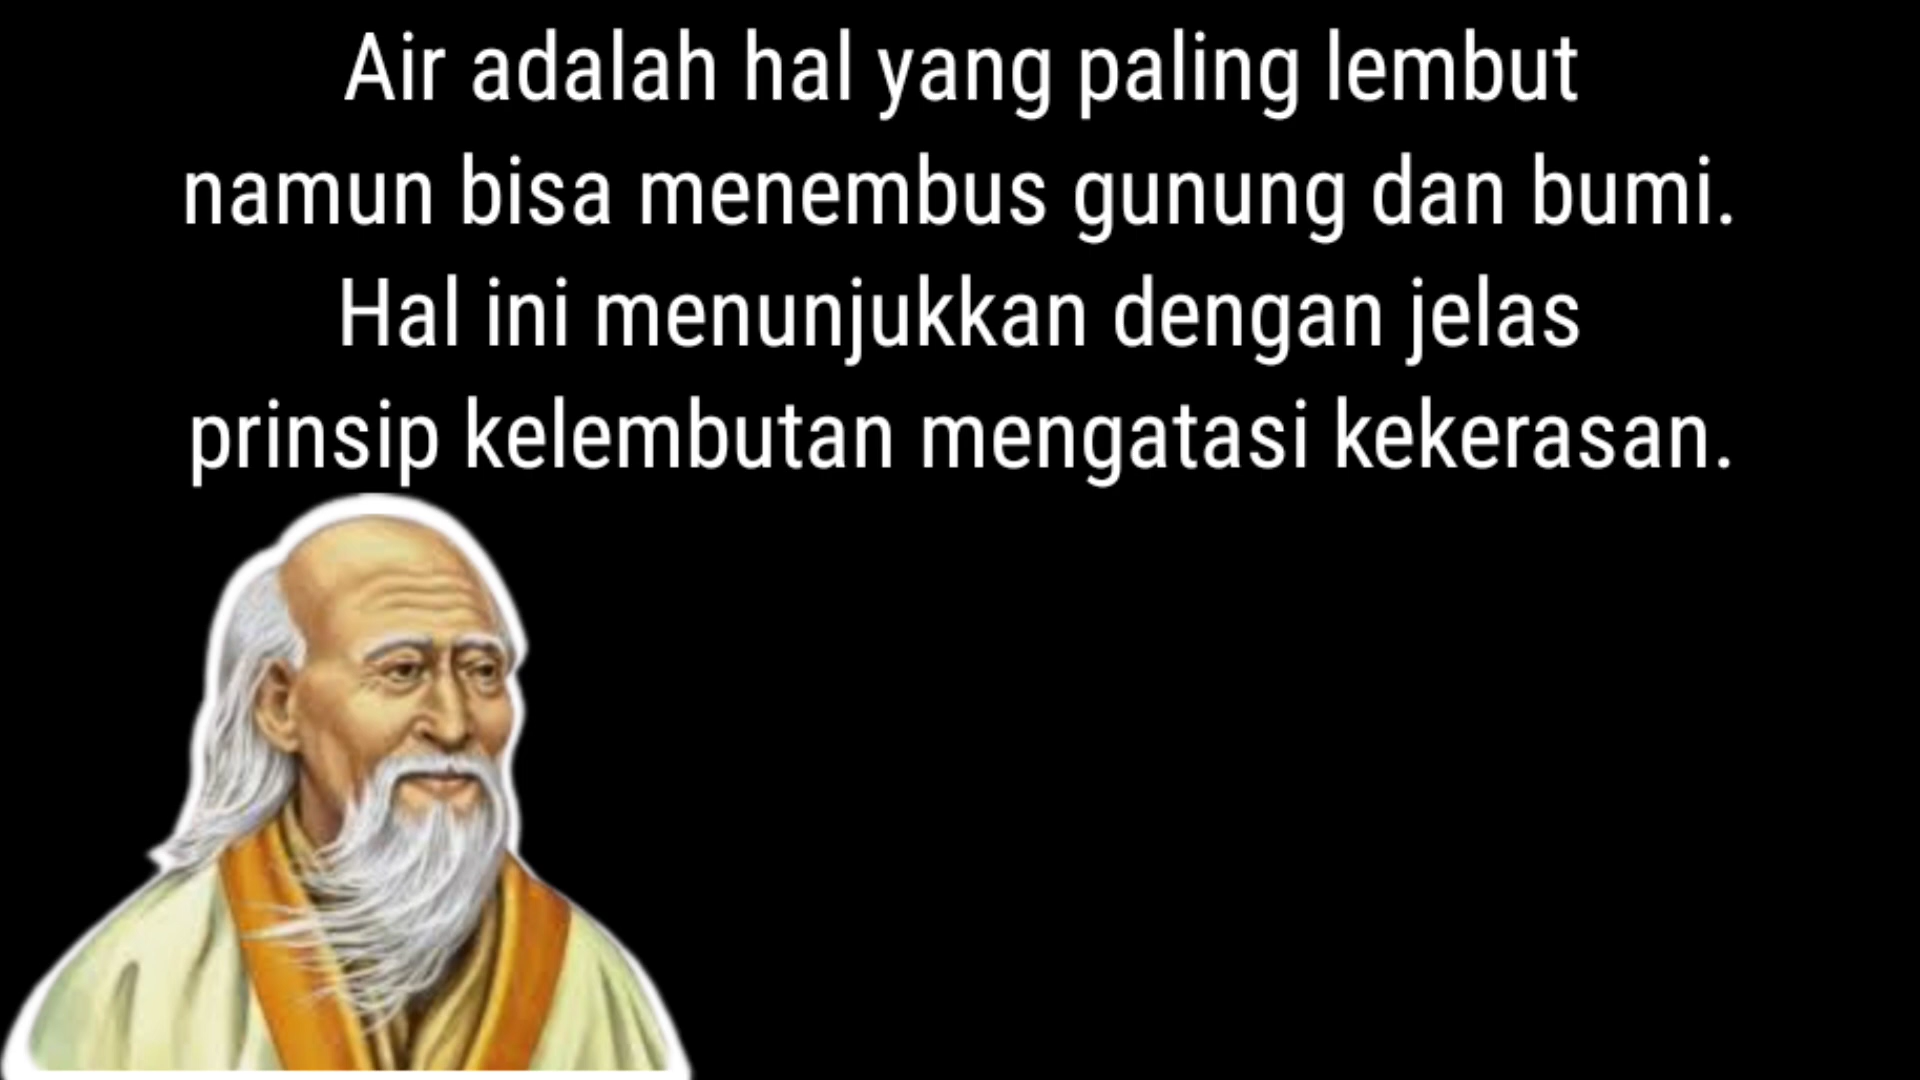 Air adalah hal yang paling lembut
namun bisa menembus gunung dan bumi.
Hal ini menunjukkan dengan jelas
prinsip kelembutan mengatasi kekerasan.